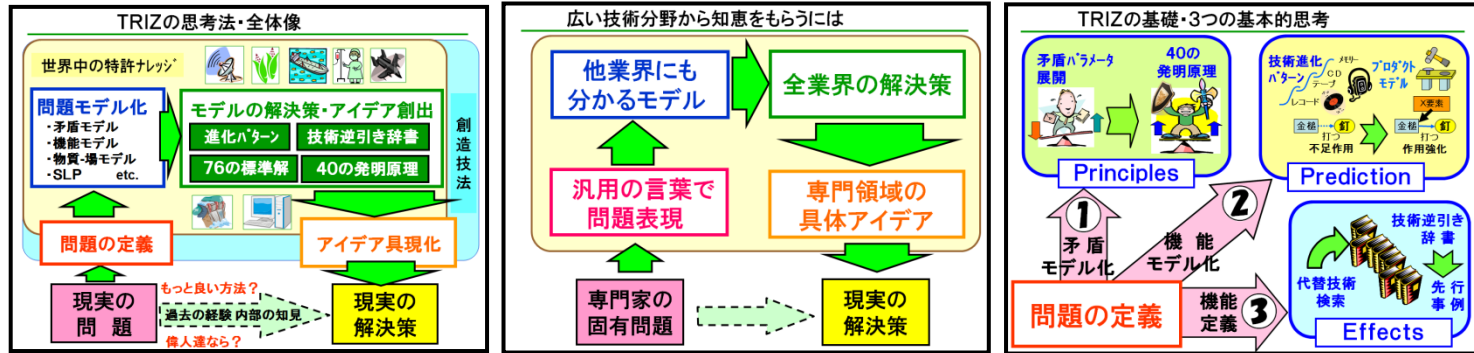 TRIZの思考法・全体像
世界中の特許ナレッジ
問題モデル化
・矛盾モデル
・機能モデル
・物質-場モデル
・SLP etc.
モデルの解決策・アイデア創出
進化パターン
技術逆引き辞書
76の標準解
40の発明原理
創造技法
問題の定義
アイデア具現化
現実の
問題
もっと良い方法?
過去の経験 内部の知見
偉人達なら?
現実の
解決策
広い技術分野から知恵をもらうには
他業界にも
分かるモデル
全業界の解決策
汎用の言葉で
問題表現
専門領域の
具体アイデア
専門家の
固有問題
現実の
解決策
TRIZの基礎・3つの基本的思考
矛盾パラメータ
展開
40の
発明原理
Principles
技術進化
パターン
メモリー
CD
テープ
レコード
プロダクト
モデル
X要素
金槌
打つ
釘
不足作用
金槌
打つ
釘
作用強化
Prediction
1
矛盾
モデル化
2
機能
モデル化
問題の定義
機能
定義
3
技術逆引き
辞書
代替技術
検索
先行
事例
Effects